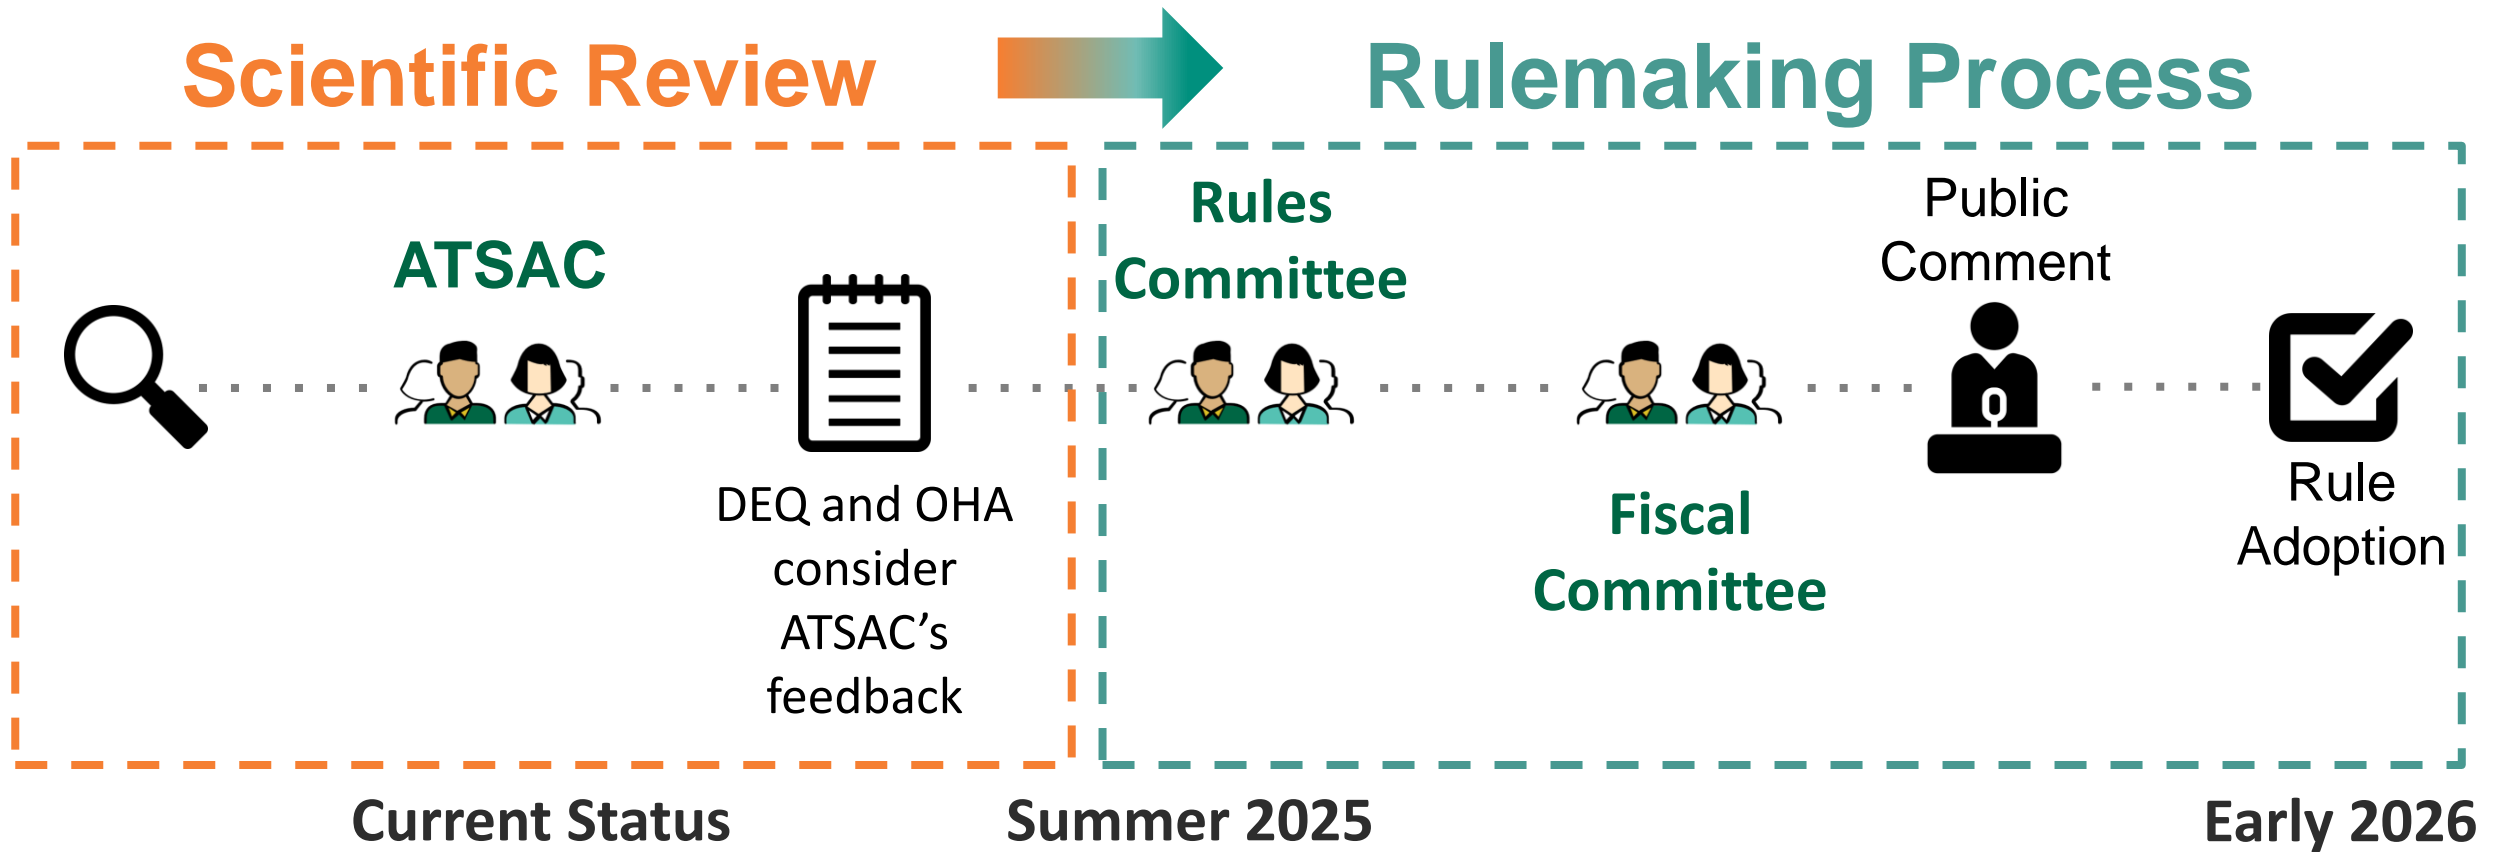 Scientific Review
Rulemaking Process
ATSAC
DEQ and OHA
consider
ATSAC’s
feedback
Rules
Committee
Fiscal
Committee
Public
Comment
Rule
Adoption
Current Status
Summer 2025
Early 2026